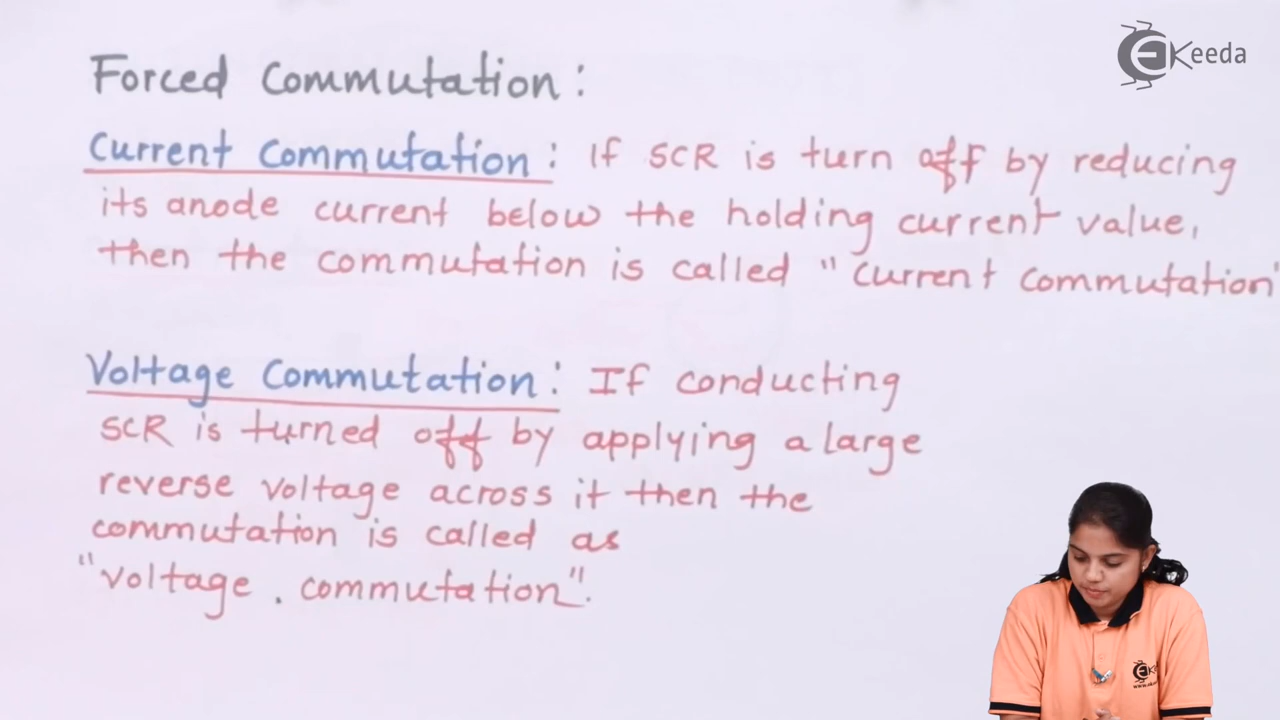 EKeeda
Forced Commutation:
Current Commutation: If SCR is turn off by reducing
its anode current below the holding current value,
then the commutation is called "current commutation"
Voltage Commutation: If conducting
SCR is turned off by applying a large
reverse voltage across it then the
commutation is called as
"voltage . commutation".